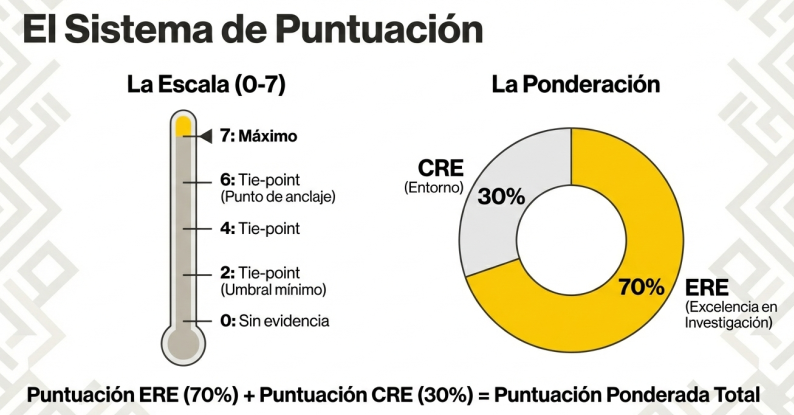 El Sistema de Puntuación
La Escala (0-7)
7: Máximo
6: Tie-point
(Punto de anclaje)
4: Tie-point
2: Tie-point
(Umbral mínimo)
0: Sin evidencia
La Ponderación
CRE
(Entorno)
30%
70%
ERE
(Excelencia en
Investigación)
Puntuación ERE (70%) + Puntuación CRE (30%) = Puntuación Ponderada Total